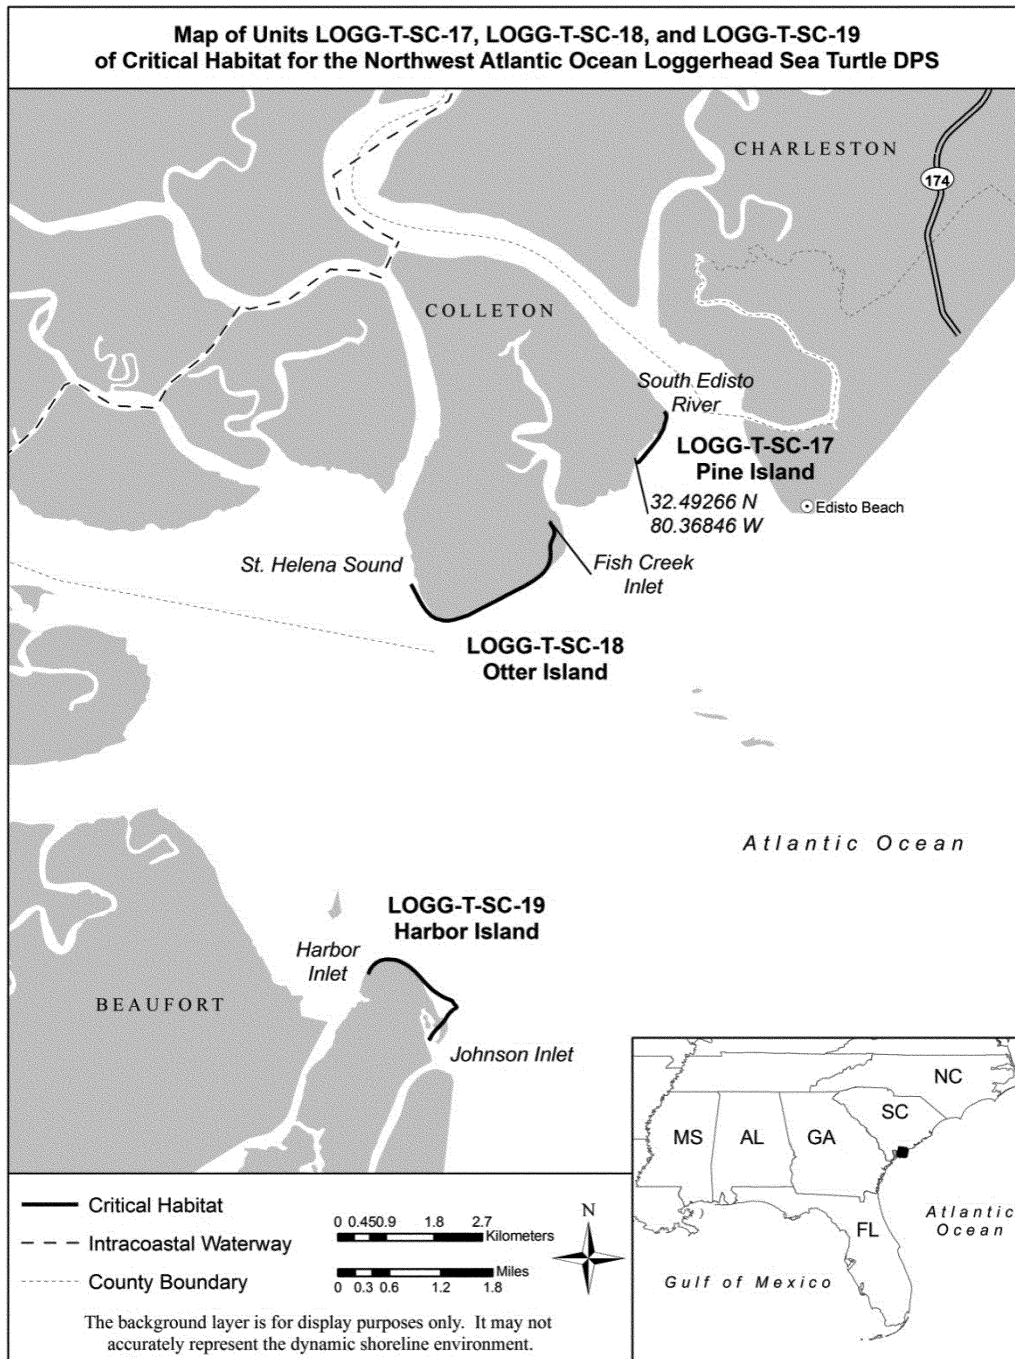 Map of Units LOGG-T-SC-17, LOGG-T-SC-18, and LOGG-T-SC-19
of Critical Habitat for the Northwest Atlantic Ocean Loggerhead Sea Turtle DPS
CHARLESTON
174
COLLETON
South Edisto
River
LOGG-T-SC-17
Pine Island
32.49266 N
80.36846 W
Edisto Beach
St. Helena Sound
Fish Creek
Inlet
LOGG-T-SC-18
Otter Island
Atlantic Ocean
LOGG-T-SC-19
Harbor Island
Harbor
Inlet
BEAUFORT
Johnson Inlet
NC
SC
MS
AL
GA
FL
Atlantic
Ocean
Gulf of Mexico
Critical Habitat
Intracoastal Waterway
County Boundary
0 0.45 0.9 1.8 2.7
Kilometers
Miles
0 0.3 0.6 1.2 1.8
N
The background layer is for display purposes only. It may not
accurately represent the dynamic shoreline environment.